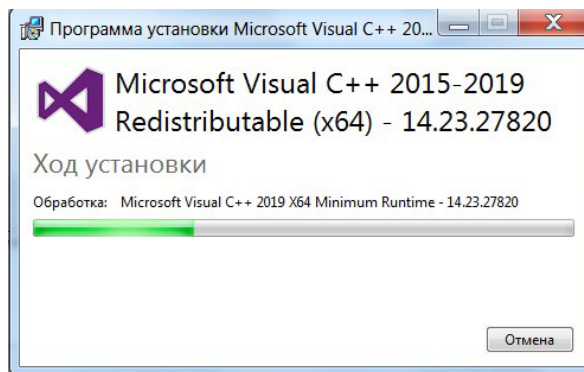 Программа установки Microsoft Visual C++ 20...
Microsoft Visual C++ 2015-2019
Redistributable (x64) - 14.23.27820
Ход установки
Обработка: Microsoft Visual C++ 2019 X64 Minimum Runtime - 14.23.27820
Отмена